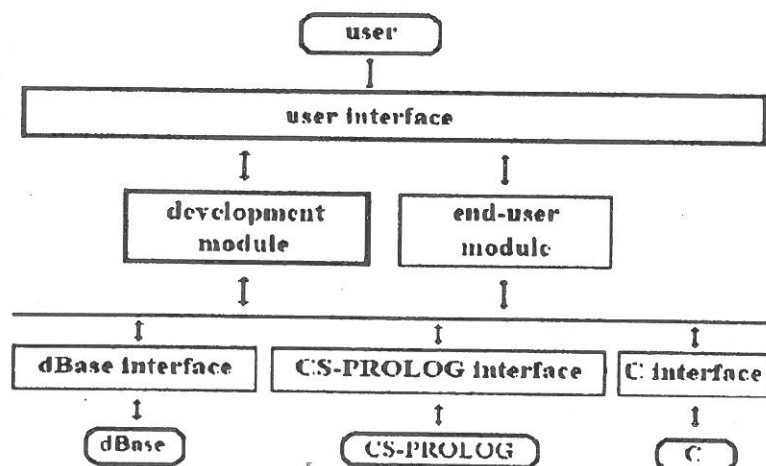 user
user interface
development
module
end-user
module
dBase interface
CS-PROLOG interface
C interface
dBase
CS-PROLOG
C